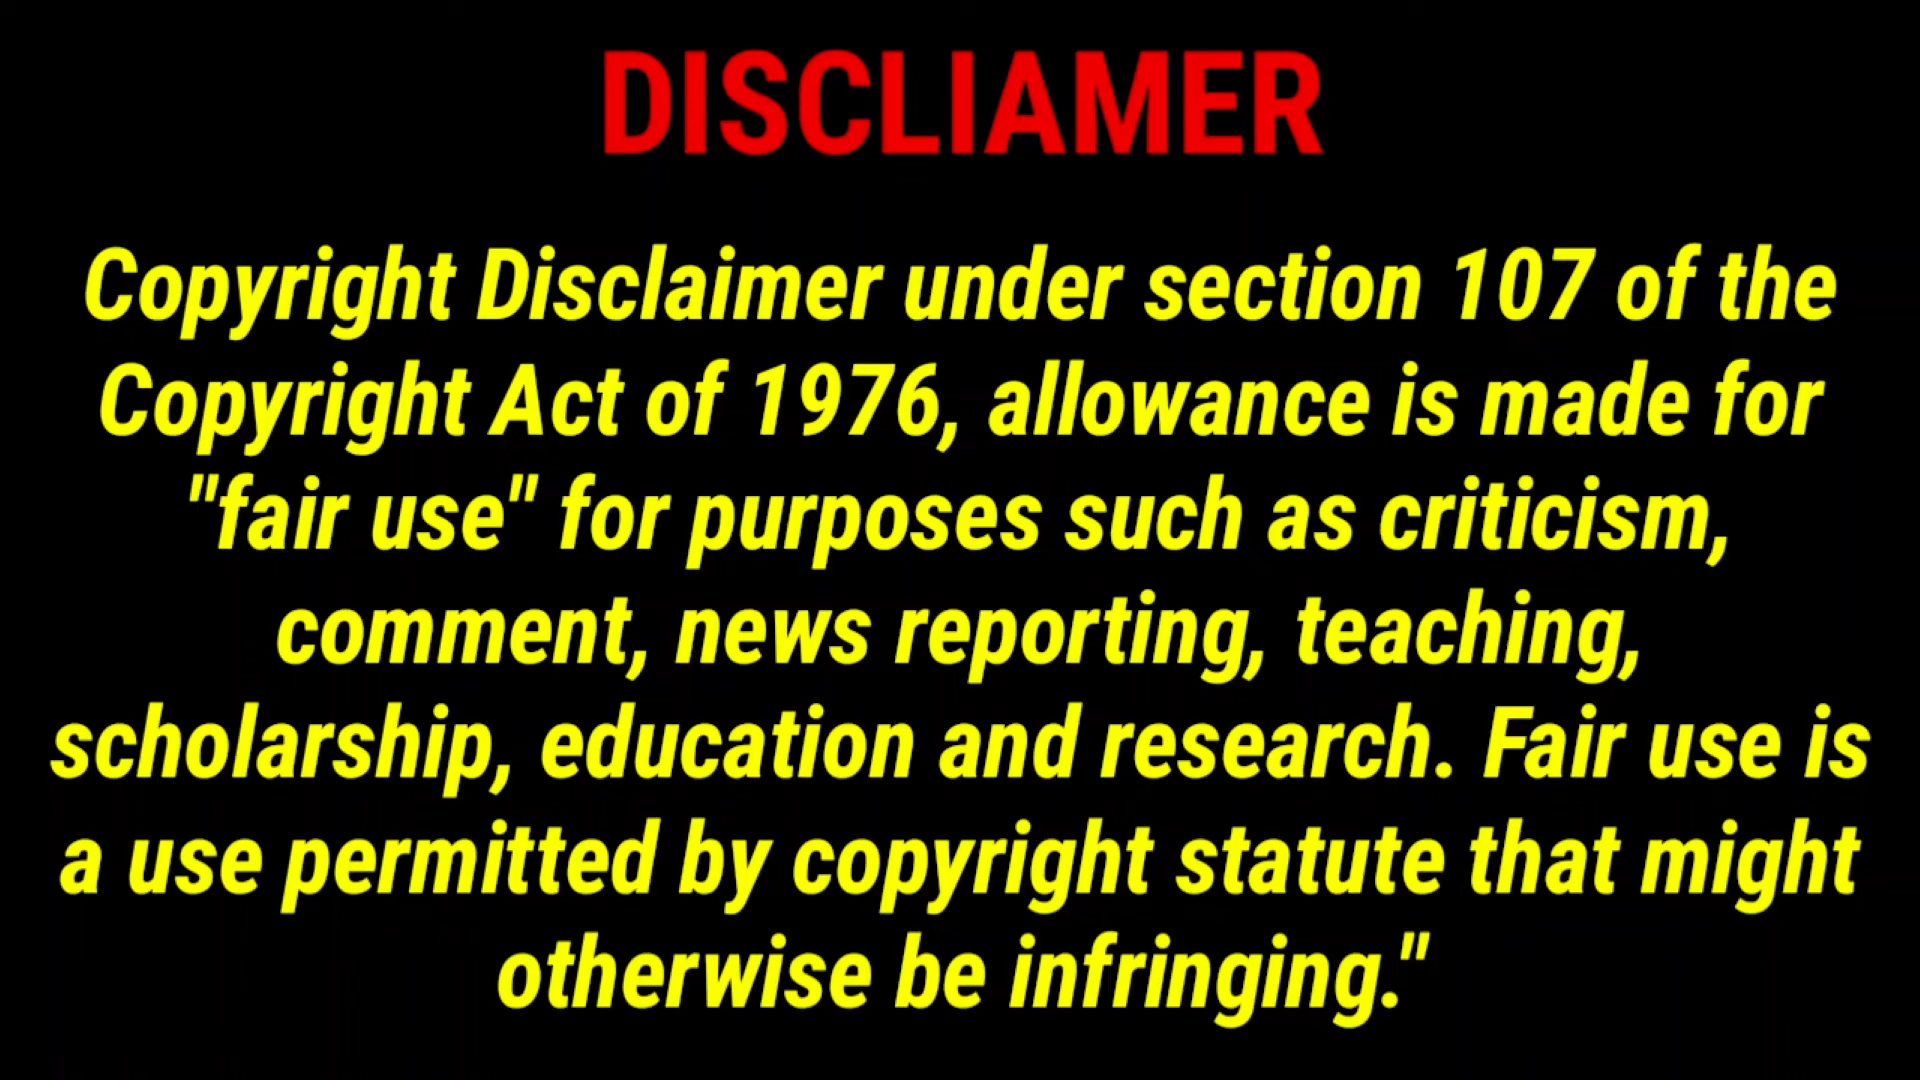 DISCLIAMER
Copyright Disclaimer under section 107 of the
Copyright Act of 1976, allowance is made for
"fair use" for purposes such as criticism,
comment, news reporting, teaching,
scholarship, education and research. Fair use is
a use permitted by copyright statute that might
otherwise be infringing."